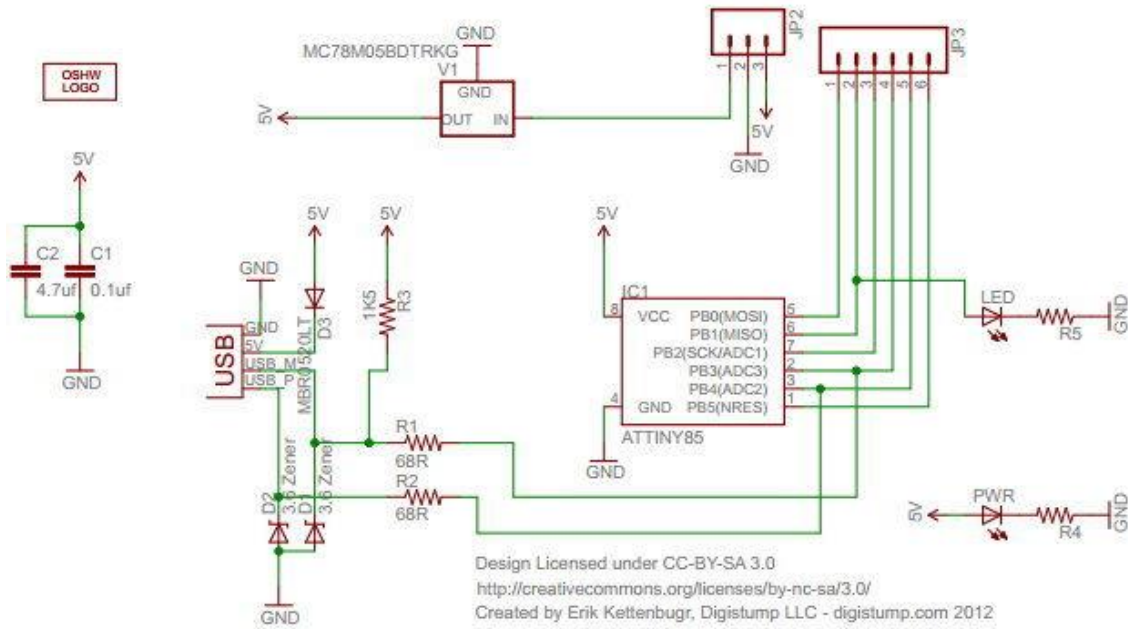 GND
MC78M05BDTRKG
V1
GND
OUT IN
5V
JP2
1 2 3
5V
GND
JP3
1 2 3 4 5 6
OSHW
LOGO
5V
C2 C1
4.7uf 0.1uf
GND
5V
5V
GND
D3
MBR0520LT
1K5
R3
USB
GND
5V
USB_M
USB_P
R1
68R
R2
68R
D2
3.6 Zener
D1
3.6 Zener
GND
5V
IC1
8 VCC PB0(MOSI) 5
PB1(MISO) 6
PB2(SCK/ADC1) 7
PB3(ADC3) 2
PB4(ADC2) 3
4 GND PB5(NRES) 1
ATTINY85
GND
LED
R5
GND
5V
PWR
R4
GND
Design Licensed under CC-BY-SA 3.0
http://creativecommons.org/licenses/by-nc-sa/3.0/
Created by Erik Kettenbugr, Digistump LLC - digistump.com 2012